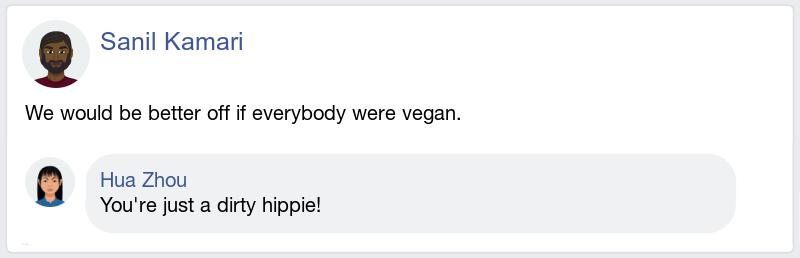 Sanil Kamari
We would be better off if everybody were vegan.
Hua Zhou
You're just a dirty hippie!